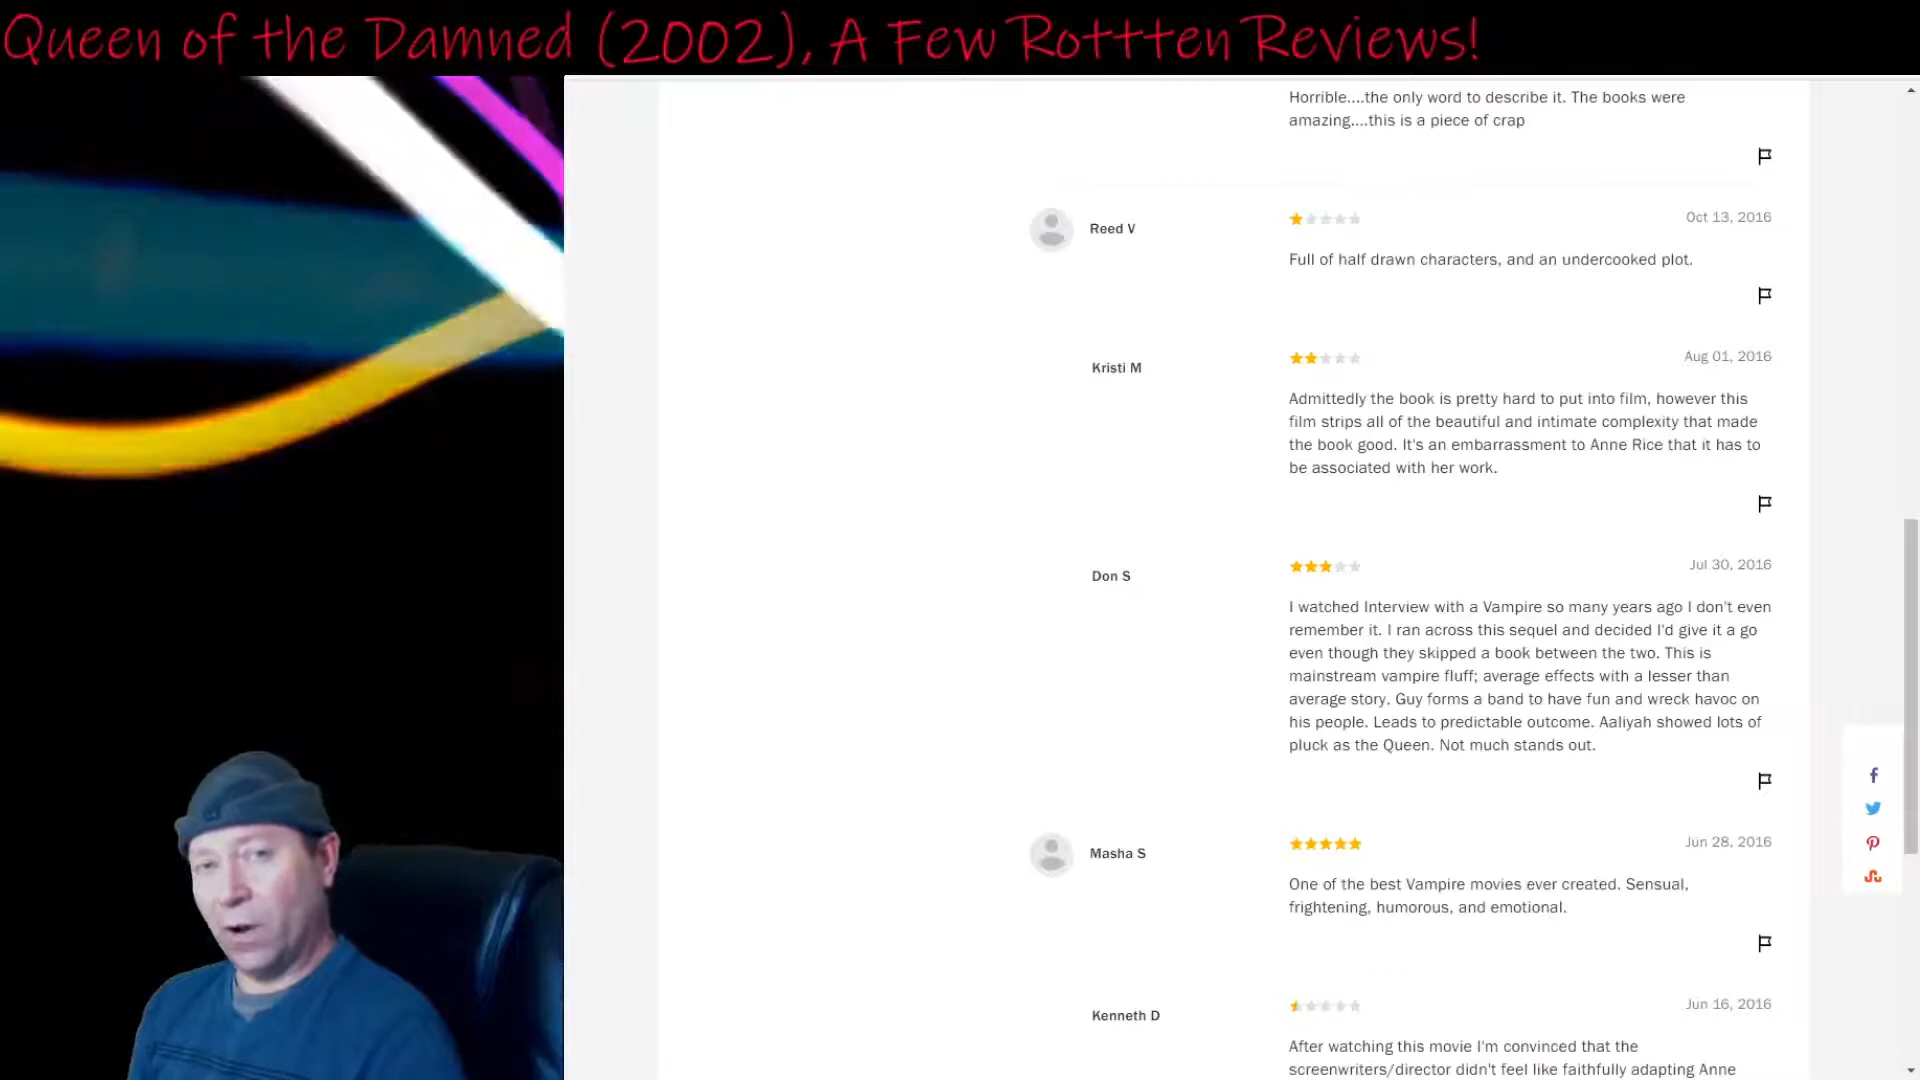 Queen of the Damned (2002), A Few Rottten Reviews!
Horrible....the only word to describe it. The books were
amazing....this is a piece of crap
Reed V
Oct 13, 2016
Full of half drawn characters, and an undercooked plot.
Kristi M
Aug 01, 2016
Admittedly the book is pretty hard to put into film, however this
film strips all of the beautiful and intimate complexity that made
the book good. It's an embarrassment to Anne Rice that it has to
be associated with her work.
Don S
Jul 30, 2016
I watched Interview with a Vampire so many years ago I don't even
remember it. I ran across this sequel and decided I'd give it a go
even though they skipped a book between the two. This is
mainstream vampire fluff; average effects with a lesser than
average story. Guy forms a band to have fun and wreck havoc on
his people. Leads to predictable outcome. Aaliyah showed lots of
pluck as the Queen. Not much stands out.
Masha S
Jun 28, 2016
One of the best Vampire movies ever created. Sensual,
frightening, humorous, and emotional.
Kenneth D
Jun 16, 2016
After watching this movie I'm convinced that the
screenwriters/director didn't feel like faithfully adapting Anne